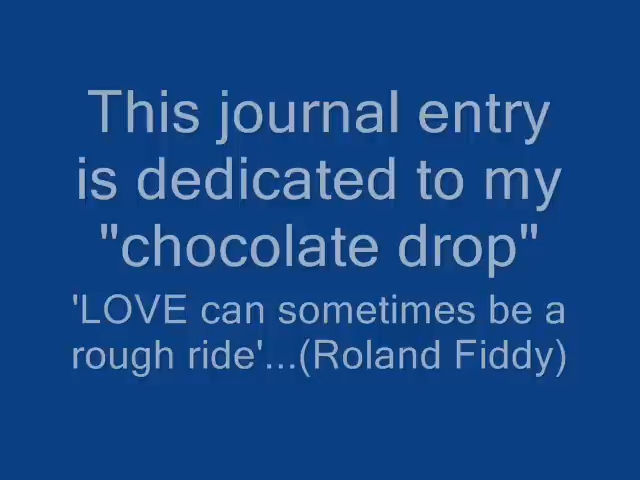 This journal entry
is dedicated to my
"chocolate drop"
'LOVE can sometimes be a
rough ride'...(Roland Fiddy)